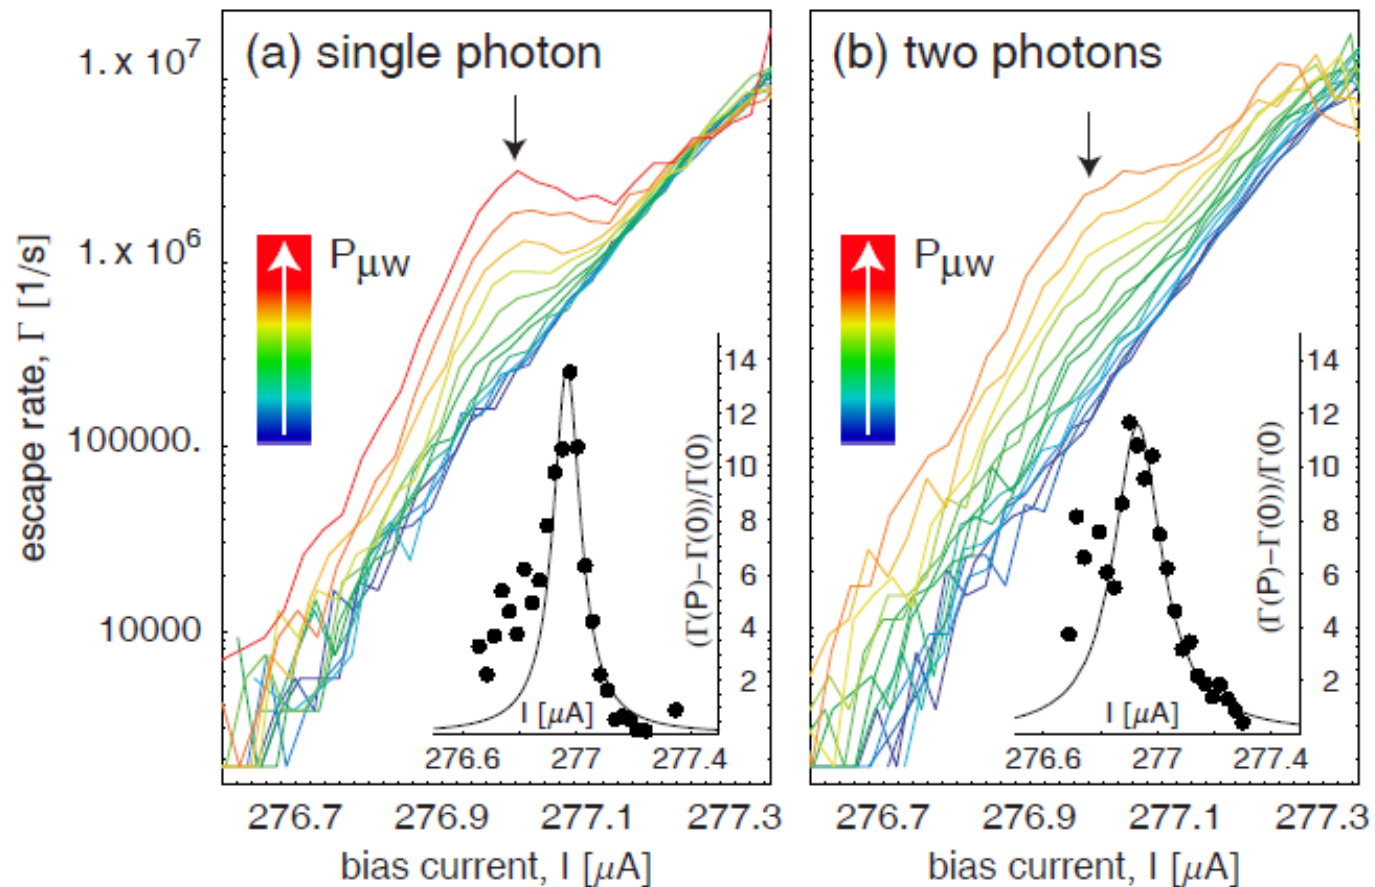 (a) single photon
(b) two photons
1. x 10⁷
1. x 10⁶
100000.
10000
escape rate, Γ [1/s]
PμW
PμW
14
12
10
8
6
4
2
(Γ(P)−Γ(0))/Γ(0)
I [μA]
276.6 277 277.4
14
12
10
8
6
4
2
(Γ(P)−Γ(0))/Γ(0)
I [μA]
276.6 277 277.4
276.7 276.9 277.1 277.3
276.7 276.9 277.1 277.3
bias current, I [μA]
bias current, I [μA]